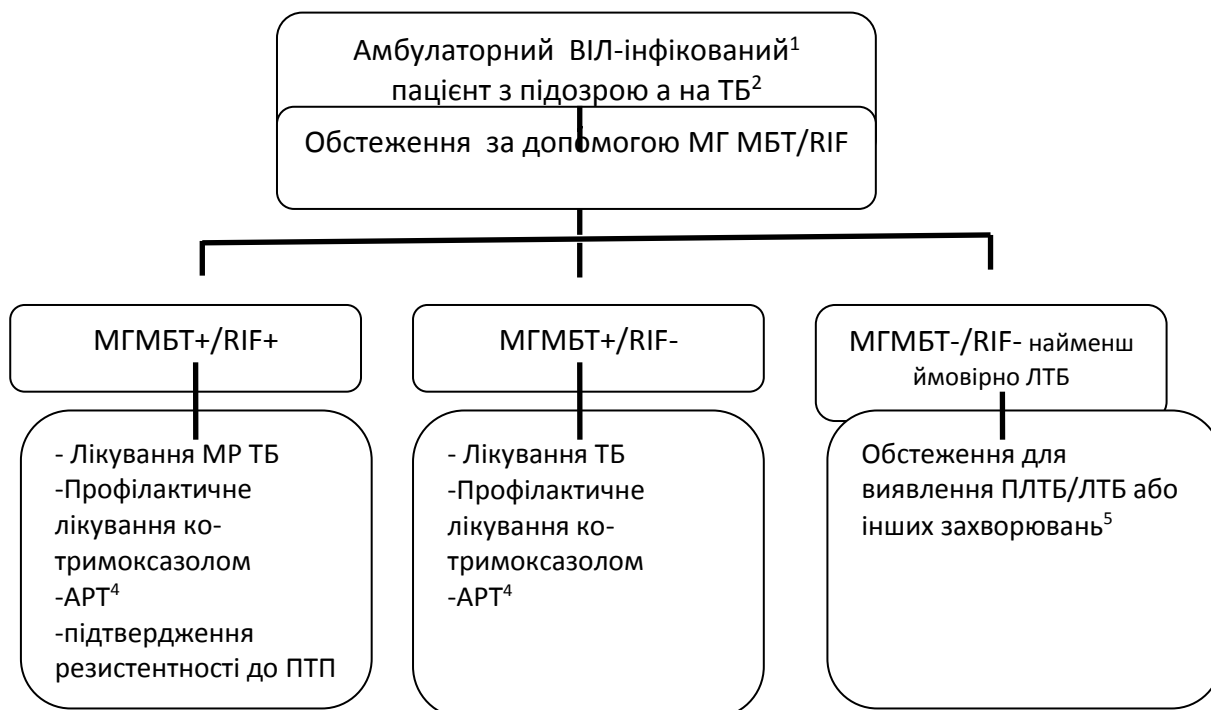 Амбулаторний ВІЛ-інфікований¹
пацієнт з підозрою а на ТБ²
Обстеження за допомогою МГ МБТ/RIF
МГМБТ+/RIF+
- Лікування МР ТБ
-Профілактичне
лікування ко-
тримоксазолом
-АРТ⁴
-підтвердження
резистентності до ПТП
МГМБТ+/RIF-
- Лікування ТБ
-Профілактичне
лікування ко-
тримоксазолом
-АРТ⁴
МГМБТ-/RIF- найменш
ймовірно ЛТБ
Обстеження для
виявлення ПЛТБ/ЛТБ або
інших захворювань⁵